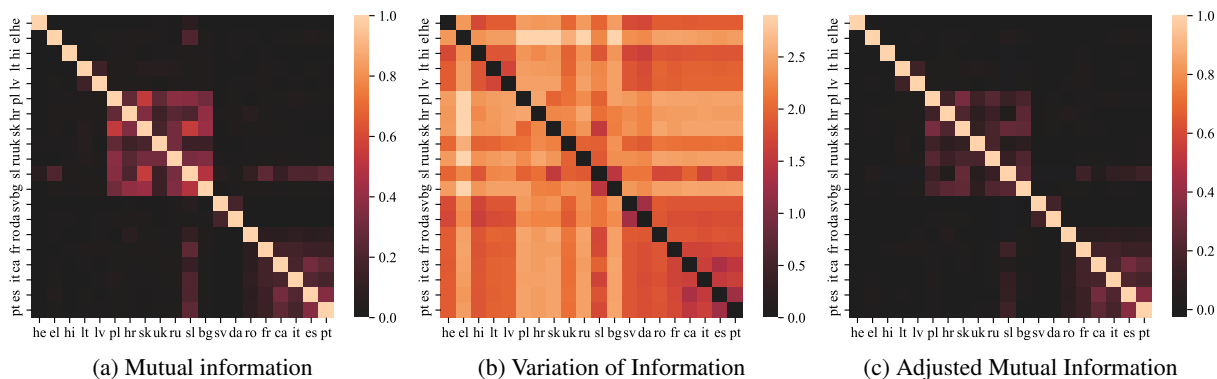 he el hi lt lv pl hr sk uk ru sl bg sv da ro fr ca it es pt
1.0
0.8
0.6
0.4
0.2
0.0
he el hi lt lv pl hr sk uk ru sl bg sv da ro fr ca it es pt
(a) Mutual information
he el hi lt lv pl hr sk uk ru sl bg sv da ro fr ca it es pt
2.5
2.0
1.5
1.0
0.5
0.0
he el hi lt lv pl hr sk uk ru sl bg sv da ro fr ca it es pt
(b) Variation of Information
he el hi lt lv pl hr sk uk ru sl bg sv da ro fr ca it es pt
1.0
0.8
0.6
0.4
0.2
0.0
he el hi lt lv pl hr sk uk ru sl bg sv da ro fr ca it es pt
(c) Adjusted Mutual Information